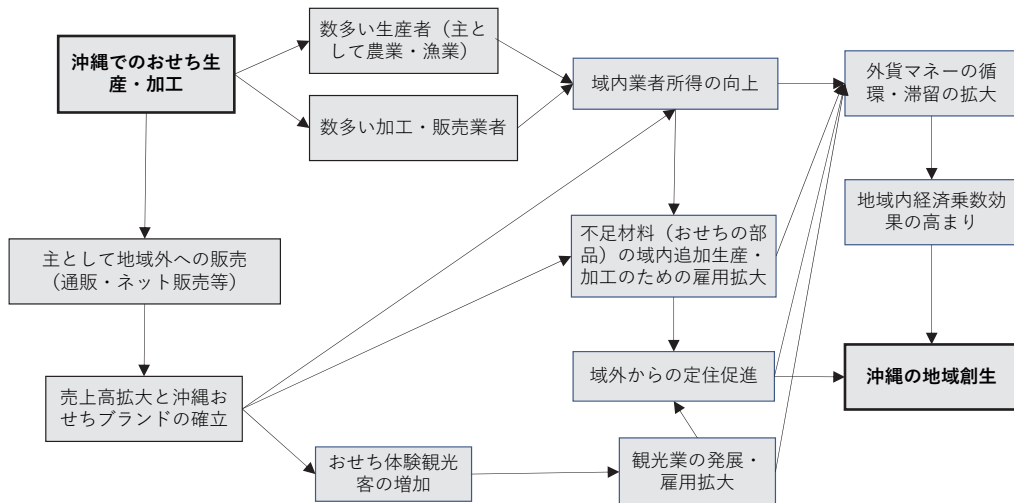 沖縄でのおせち生
産・加工
数多い生産者（主と
して農業・漁業）
数多い加工・販売業者
域内業者所得の向上
外貨マネーの循
環・滞留の拡大
主として地域外への販売
（通販・ネット販売等）
不足材料（おせちの部
品）の域内追加生産・
加工のための雇用拡大
地域内経済乗数効
果の高まり
売上高拡大と沖縄お
せちブランドの確立
域外からの定住促進
沖縄の地域創生
おせち体験観光
客の増加
観光業の発展・
雇用拡大